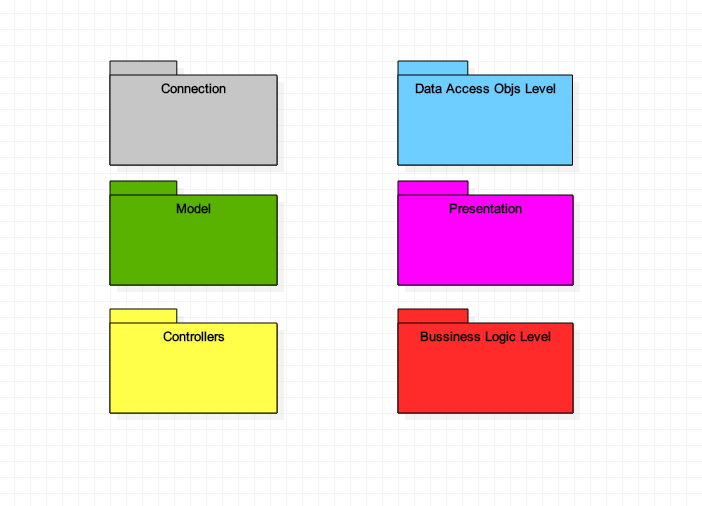 Connection
Data Access Objs Level
Model
Presentation
Controllers
Bussiness Logic Level